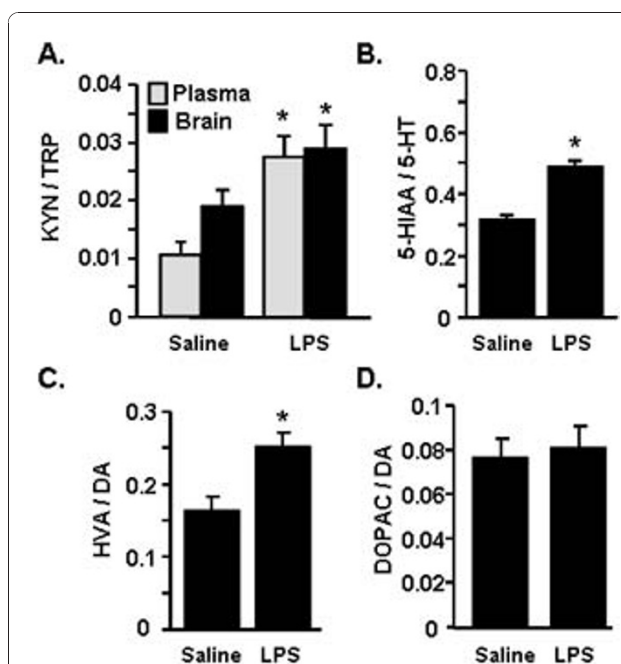 A.
0.04
0.03
0.02
0.01
0
KYN / TRP
Plasma
Brain
* *
Saline LPS
B.
0.8
0.6
0.4
0.2
0
5-HIAA / 5-HT
*
Saline LPS
C.
0.3
0.2
0.1
0
HVA / DA
*
Saline LPS
D.
0.1
0.08
0.06
0.04
0.02
0
DOPAC / DA
Saline LPS